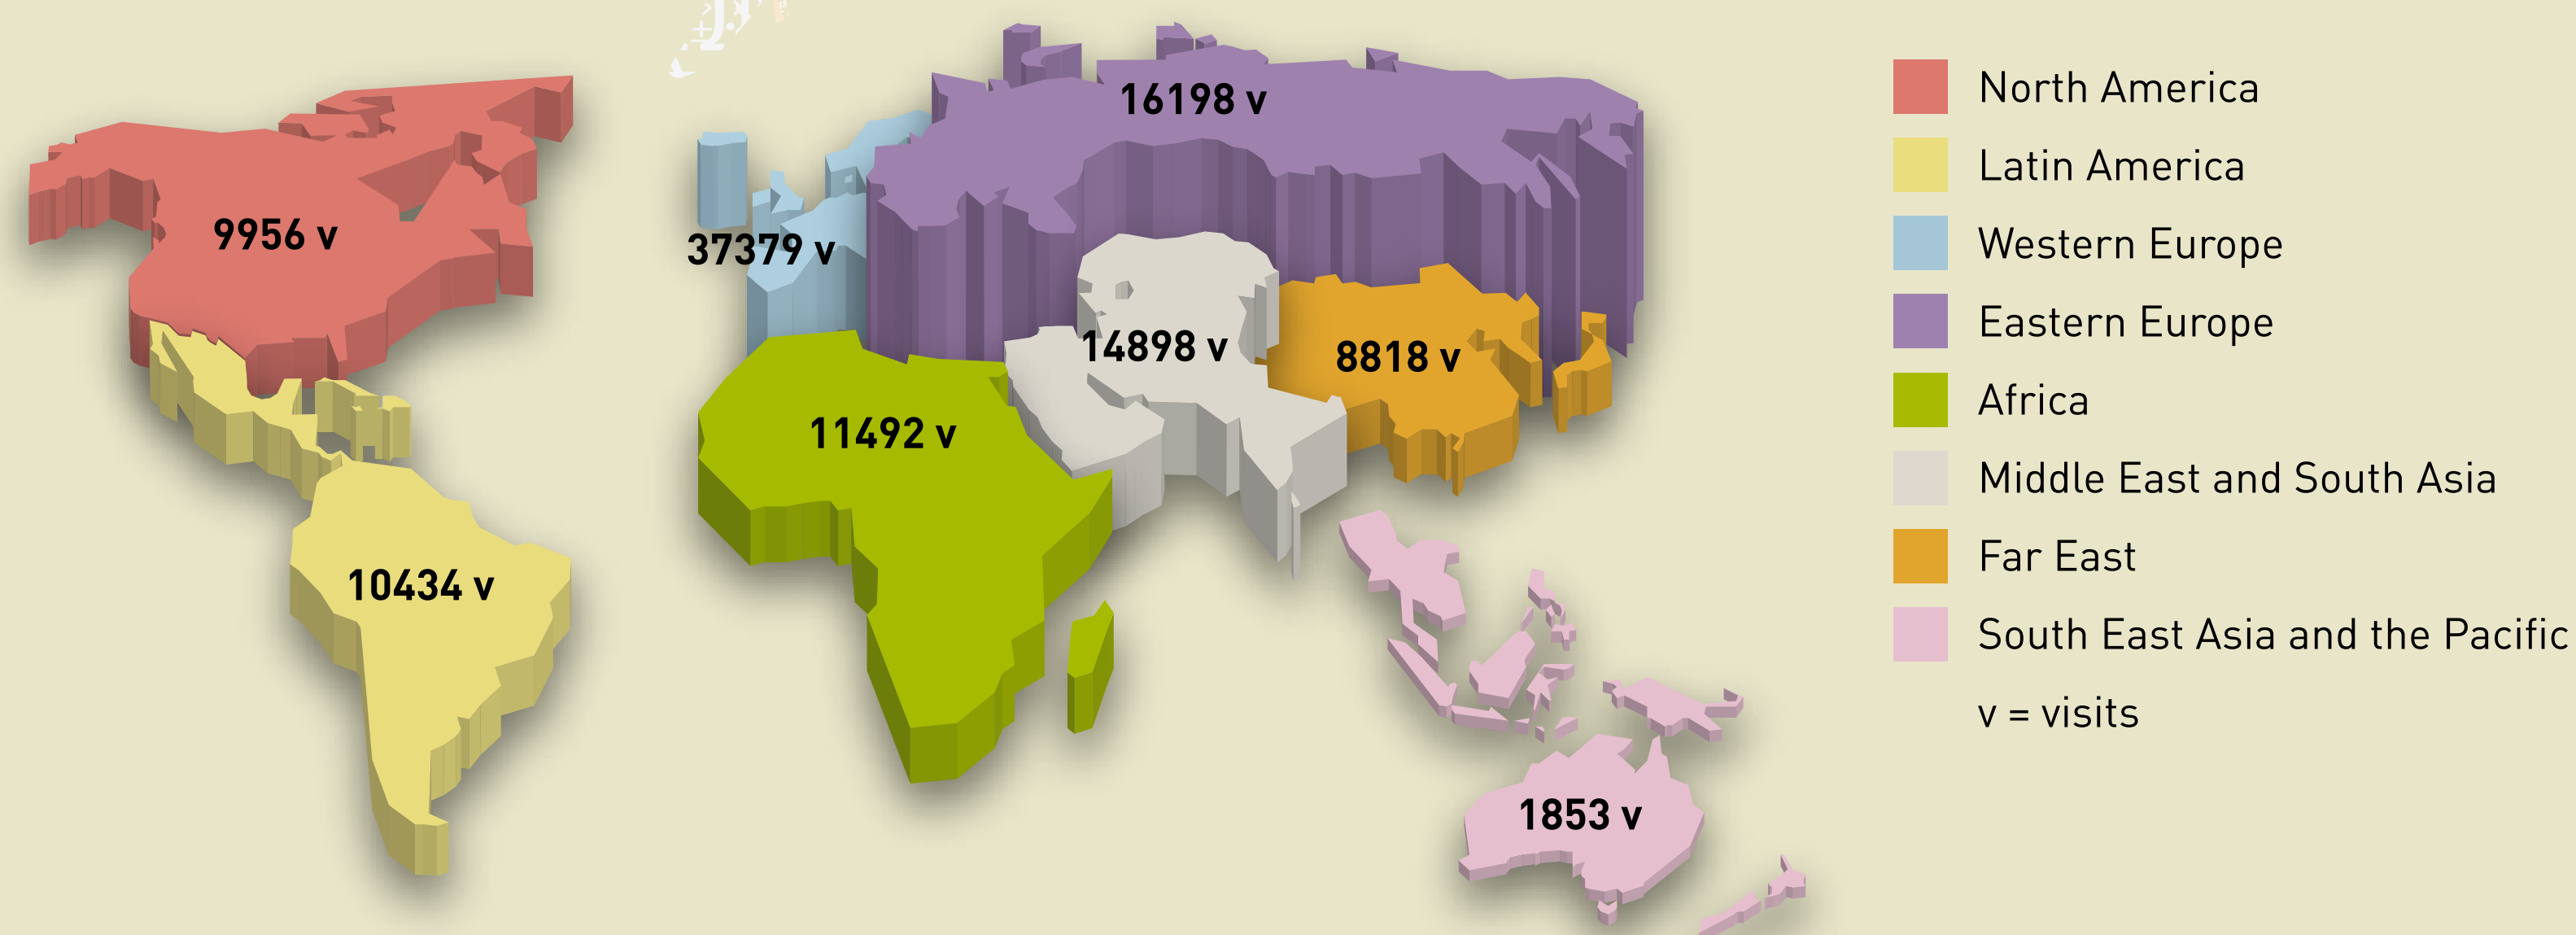 16198 v
9956 v
37379 v
14898 v
8818 v
11492 v
10434 v
1853 v
North America
Latin America
Western Europe
Eastern Europe
Africa
Middle East and South Asia
Far East
South East Asia and the Pacific
v = visits